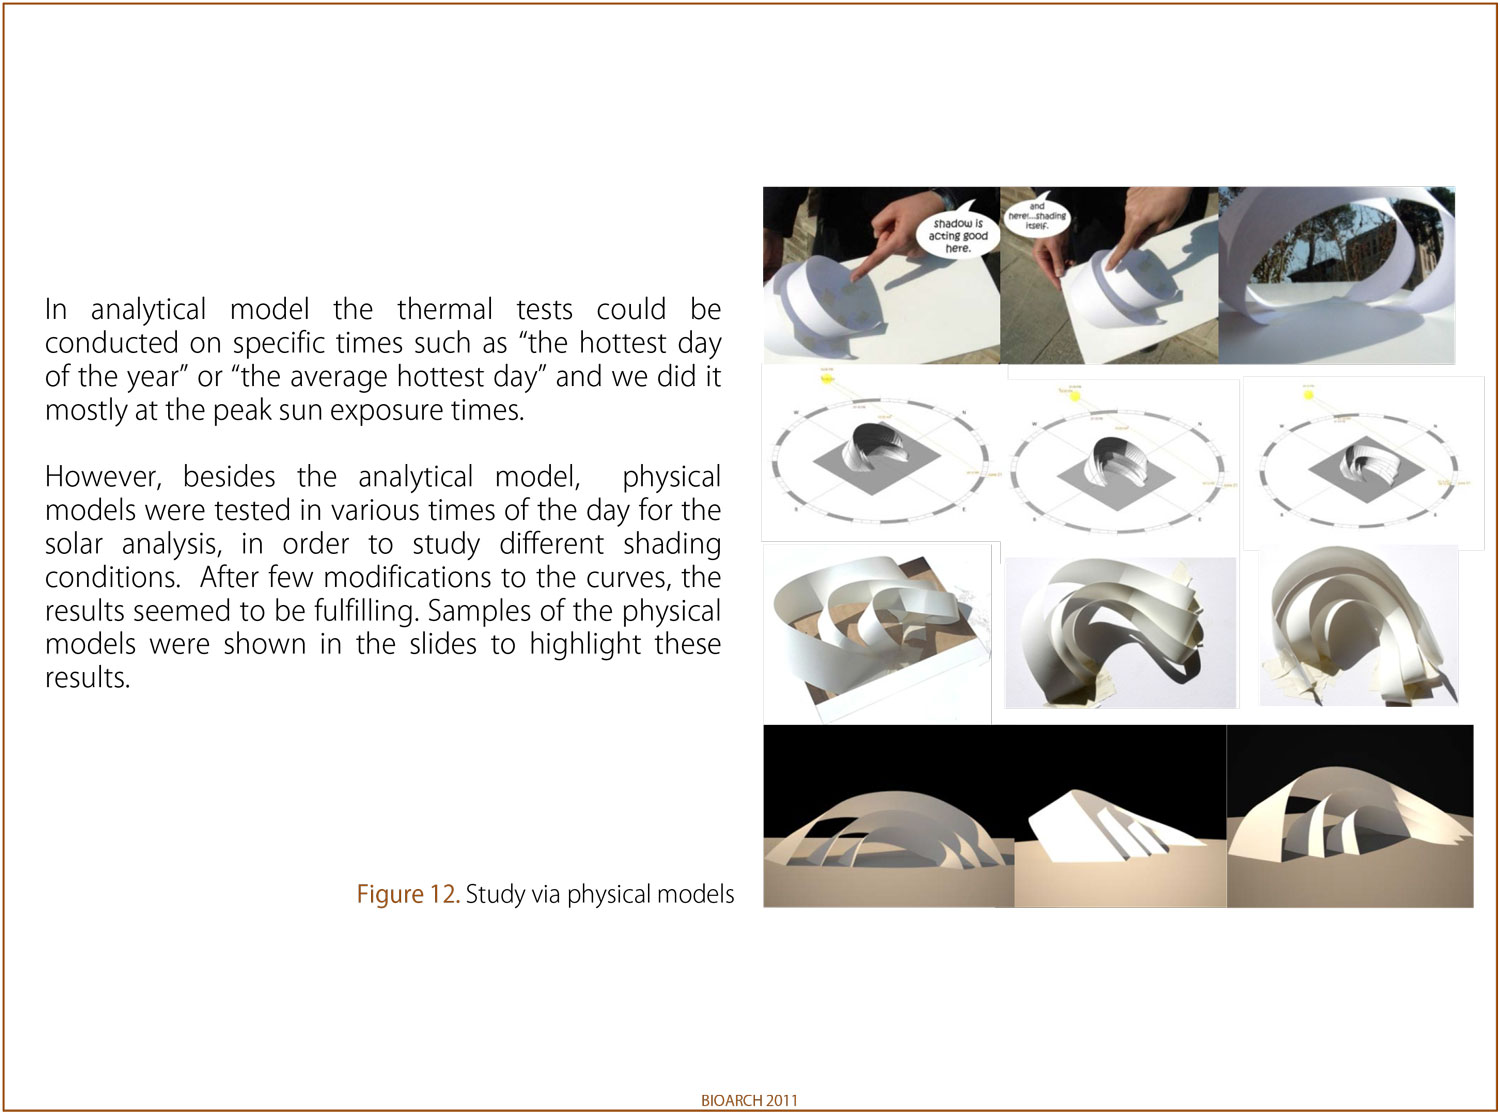 shadow is
acting good
here.
and
here!...shading
itself.
In analytical model the thermal tests could be
conducted on specific times such as “the hottest day
of the year” or “the average hottest day” and we did it
mostly at the peak sun exposure times.
However, besides the analytical model, physical
models were tested in various times of the day for the
solar analysis, in order to study different shading
conditions. After few modifications to the curves, the
results seemed to be fulfilling. Samples of the physical
models were shown in the slides to highlight these
results.
Figure 12. Study via physical models
BIOARCH 2011